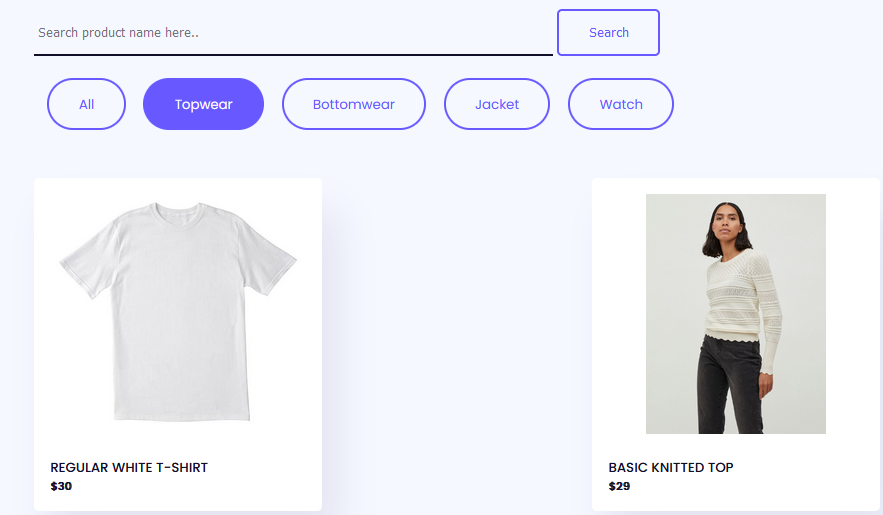 Search product name here..
Search
All
Topwear
Bottomwear
Jacket
Watch
REGULAR WHITE T-SHIRT
$30
BASIC KNITTED TOP
$29